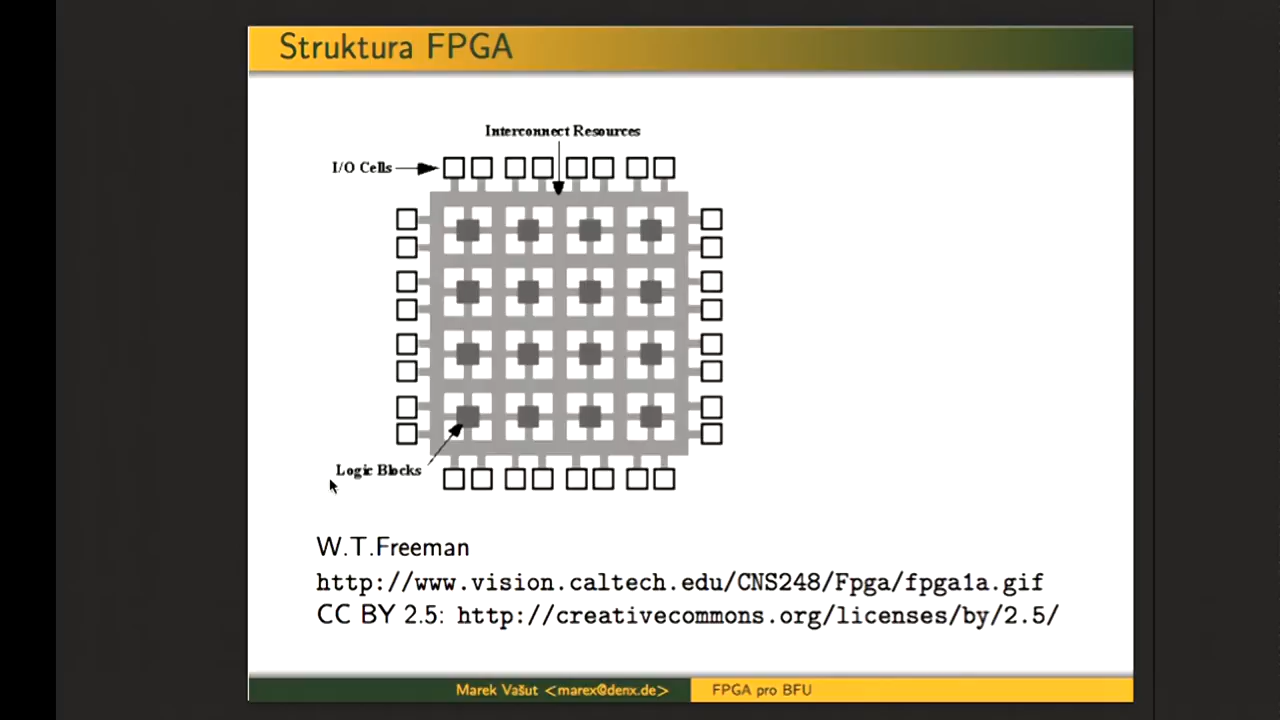 Struktura FPGA
Interconnect Resources
I/O Cells
Logic Blocks
W.T.Freeman
http://www.vision.caltech.edu/CNS248/Fpga/fpga1a.gif
CC BY 2.5: http://creativecommons.org/licenses/by/2.5/
Marek Vašut <marex@denx.de>
FPGA pro BFU